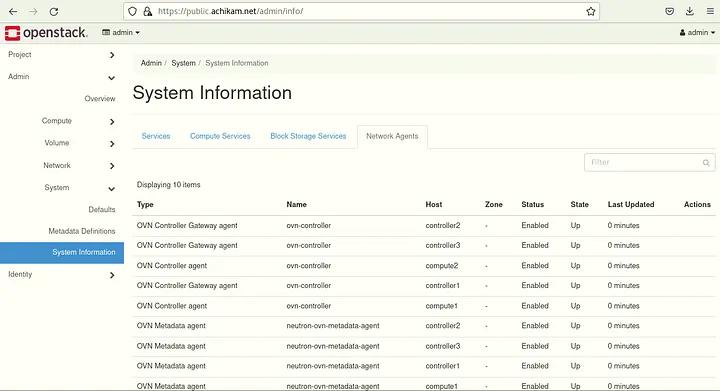 https://public.achikam.net/admin/info/
openstack. admin admin
Project
Admin
Overview
Compute
Volume
Network
System
Defaults
Metadata Definitions
System Information
Identity
Admin / System / System Information
System Information
Services Compute Services Block Storage Services Network Agents
Filter
Displaying 10 items
Type Name Host Zone Status State Last Updated Actions
OVN Controller Gateway agent ovn-controller controller2 - Enabled Up 0 minutes
OVN Controller Gateway agent ovn-controller controller3 - Enabled Up 0 minutes
OVN Controller agent ovn-controller compute2 - Enabled Up 0 minutes
OVN Controller Gateway agent ovn-controller controller1 - Enabled Up 0 minutes
OVN Controller agent ovn-controller compute1 - Enabled Up 0 minutes
OVN Metadata agent neutron-ovn-metadata-agent controller2 - Enabled Up 0 minutes
OVN Metadata agent neutron-ovn-metadata-agent controller3 - Enabled Up 0 minutes
OVN Metadata agent neutron-ovn-metadata-agent controller1 - Enabled Up 0 minutes
OVN Metadata agent neutron-ovn-metadata-agent compute1 - Enabled Up 0 minutes